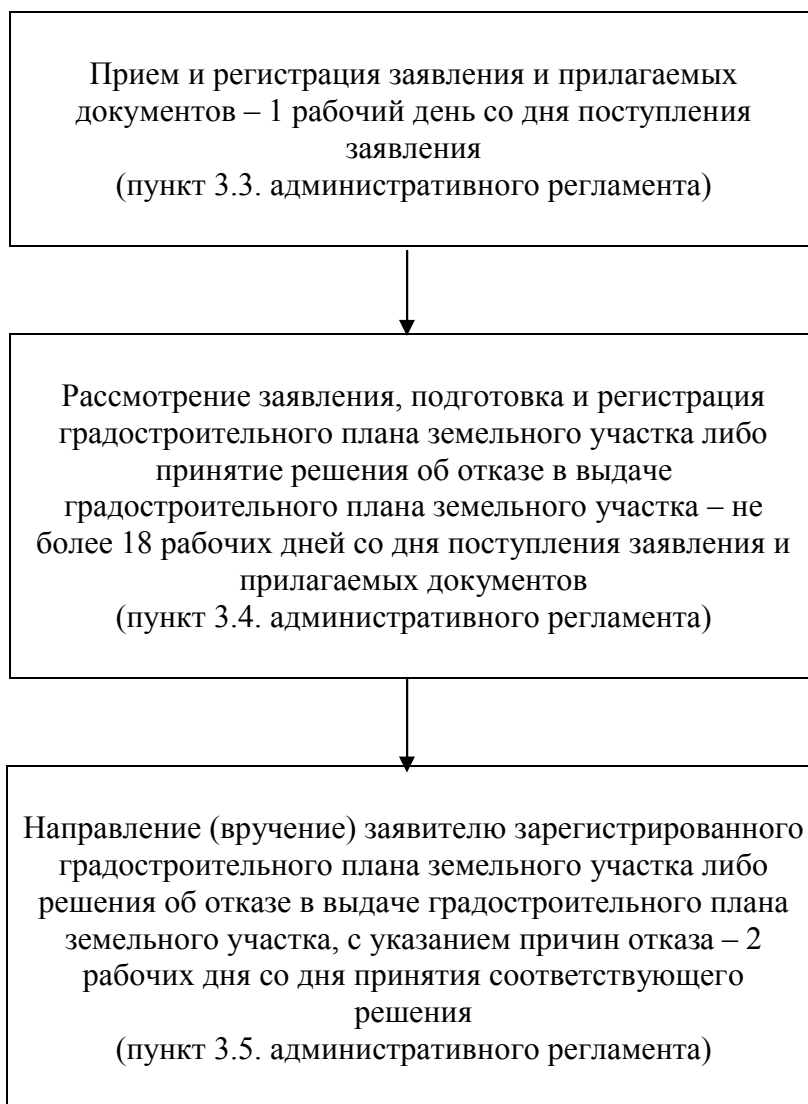 Прием и регистрация заявления и прилагаемых
документов – 1 рабочий день со дня поступления
заявления
(пункт 3.3. административного регламента)
Рассмотрение заявления, подготовка и регистрация
градостроительного плана земельного участка либо
принятие решения об отказе в выдаче
градостроительного плана земельного участка – не
более 18 рабочих дней со дня поступления заявления и
прилагаемых документов
(пункт 3.4. административного регламента)
Направление (вручение) заявителю зарегистрированного
градостроительного плана земельного участка либо
решения об отказе в выдаче градостроительного плана
земельного участка, с указанием причин отказа – 2
рабочих дня со дня принятия соответствующего
решения
(пункт 3.5. административного регламента)